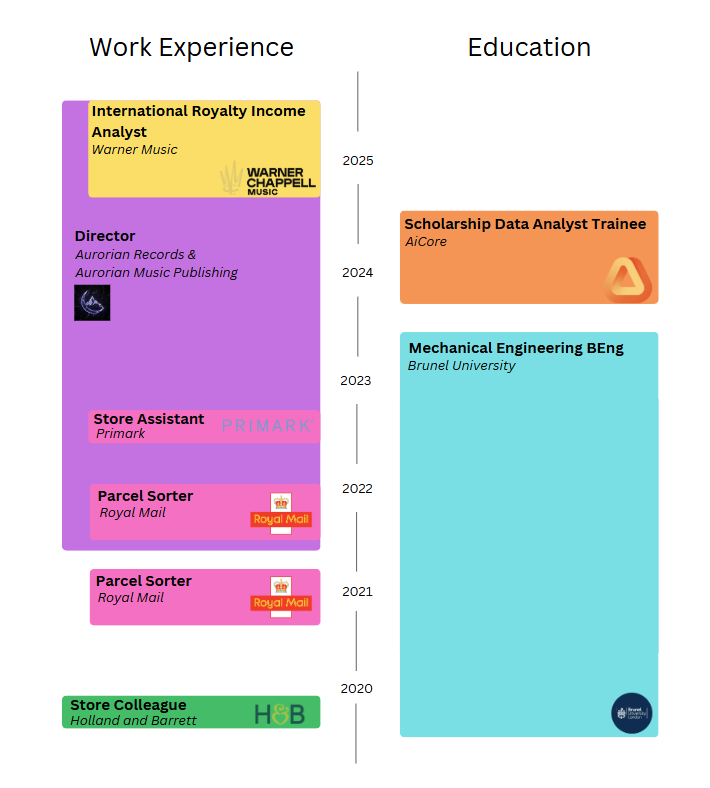 Work Experience
Education
International Royalty Income
Analyst
Warner Music
WARNER
CHAPPELL
MUSIC
2025
Scholarship Data Analyst Trainee
AiCore
Director
Aurorian Records &
Aurorian Music Publishing
2024
Mechanical Engineering BEng
Brunel University
2023
Store Assistant
Primark
PRIMARK
2022
Parcel Sorter
Royal Mail
Royal Mail
2021
Parcel Sorter
Royal Mail
Royal Mail
2020
Store Colleague
Holland and Barrett
H&B
Brunel
University
London